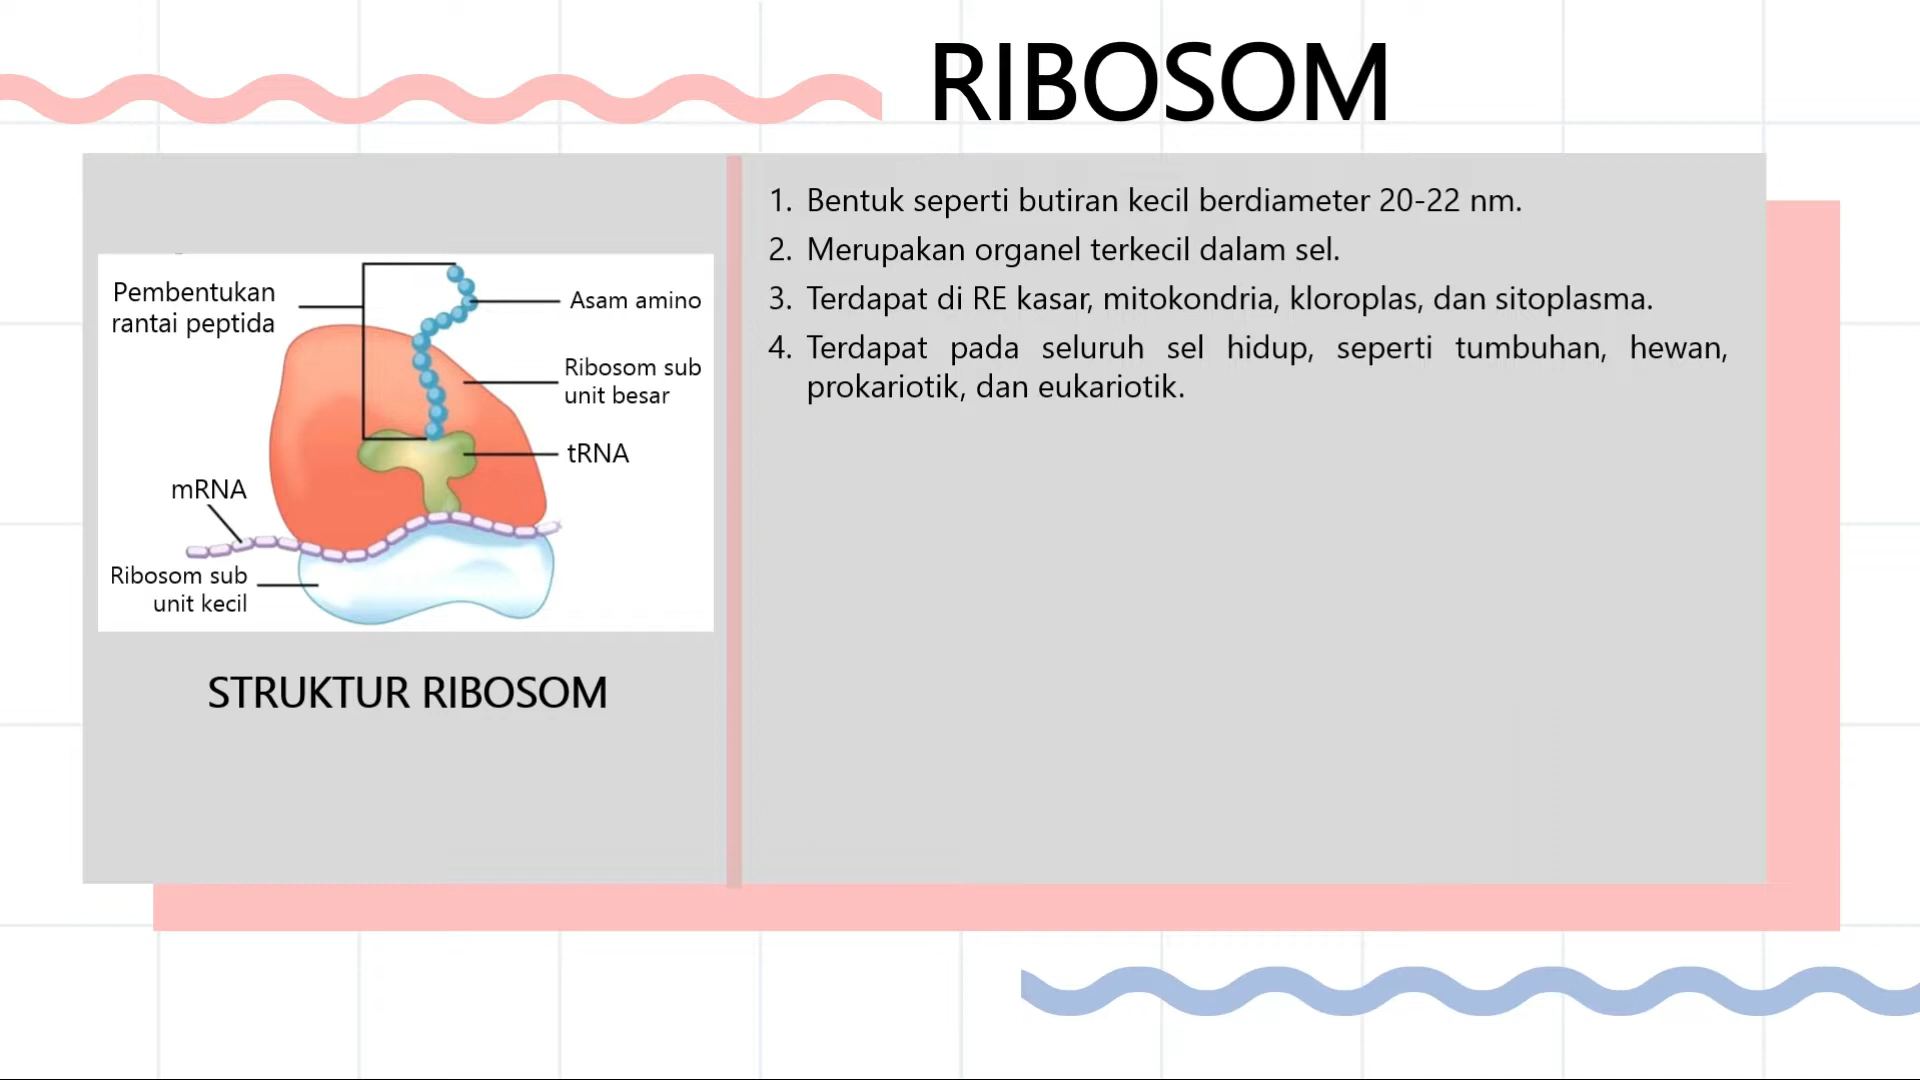 RIBOSOM
Pembentukan
rantai peptida
Asam amino
Ribosom sub
unit besar
tRNA
mRNA
Ribosom sub
unit kecil
STRUKTUR RIBOSOM
1. Bentuk seperti butiran kecil berdiameter 20-22 nm.
2. Merupakan organel terkecil dalam sel.
3. Terdapat di RE kasar, mitokondria, kloroplas, dan sitoplasma.
4. Terdapat pada seluruh sel hidup, seperti tumbuhan, hewan,
prokariotik, dan eukariotik.